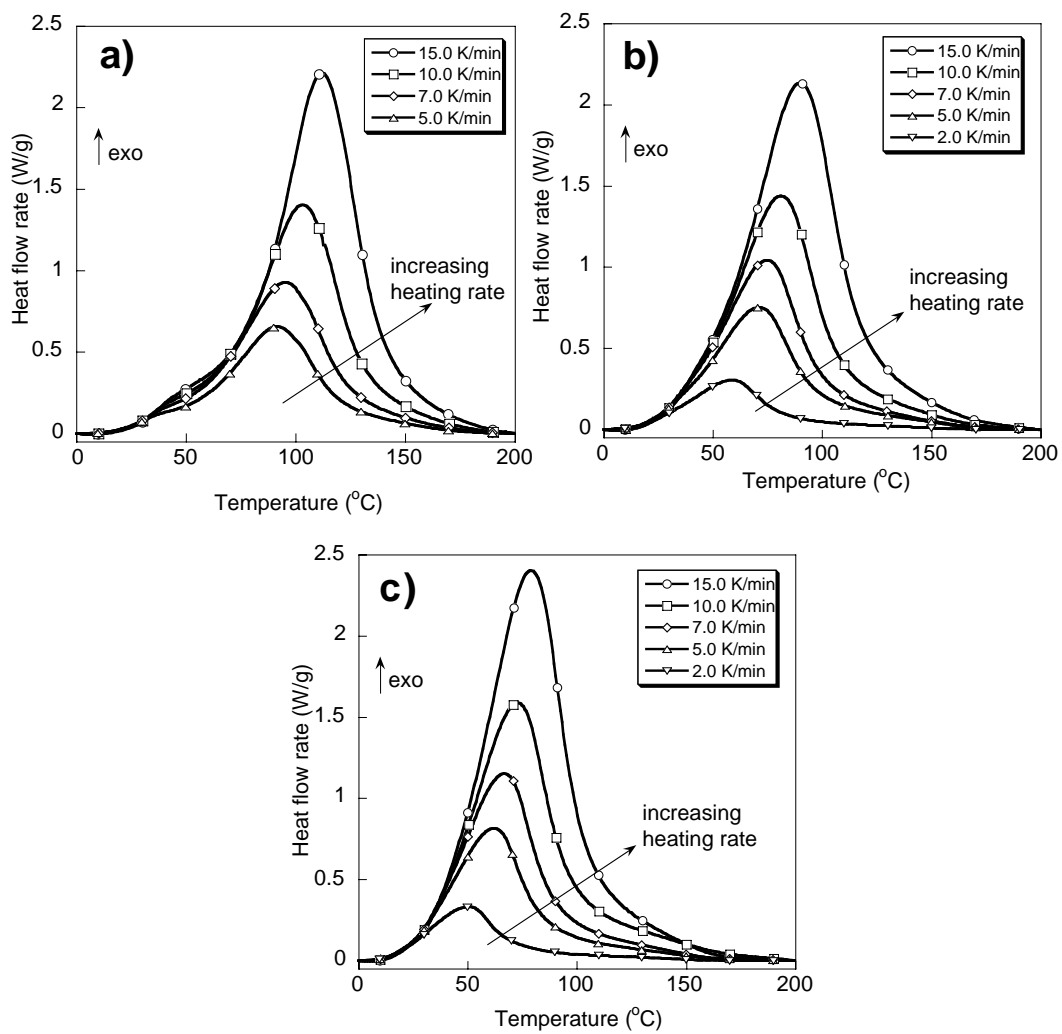 a)
15.0 K/min
10.0 K/min
7.0 K/min
5.0 K/min
exo
increasing
heating rate
Heat flow rate (W/g)
2.5
2
1.5
1
0.5
0
0 50 100 150 200
Temperature (°C)
b)
15.0 K/min
10.0 K/min
7.0 K/min
5.0 K/min
2.0 K/min
exo
increasing
heating rate
Heat flow rate (W/g)
2.5
2
1.5
1
0.5
0
0 50 100 150 200
Temperature (°C)
c)
15.0 K/min
10.0 K/min
7.0 K/min
5.0 K/min
2.0 K/min
exo
increasing
heating rate
Heat flow rate (W/g)
2.5
2
1.5
1
0.5
0
0 50 100 150 200
Temperature (°C)